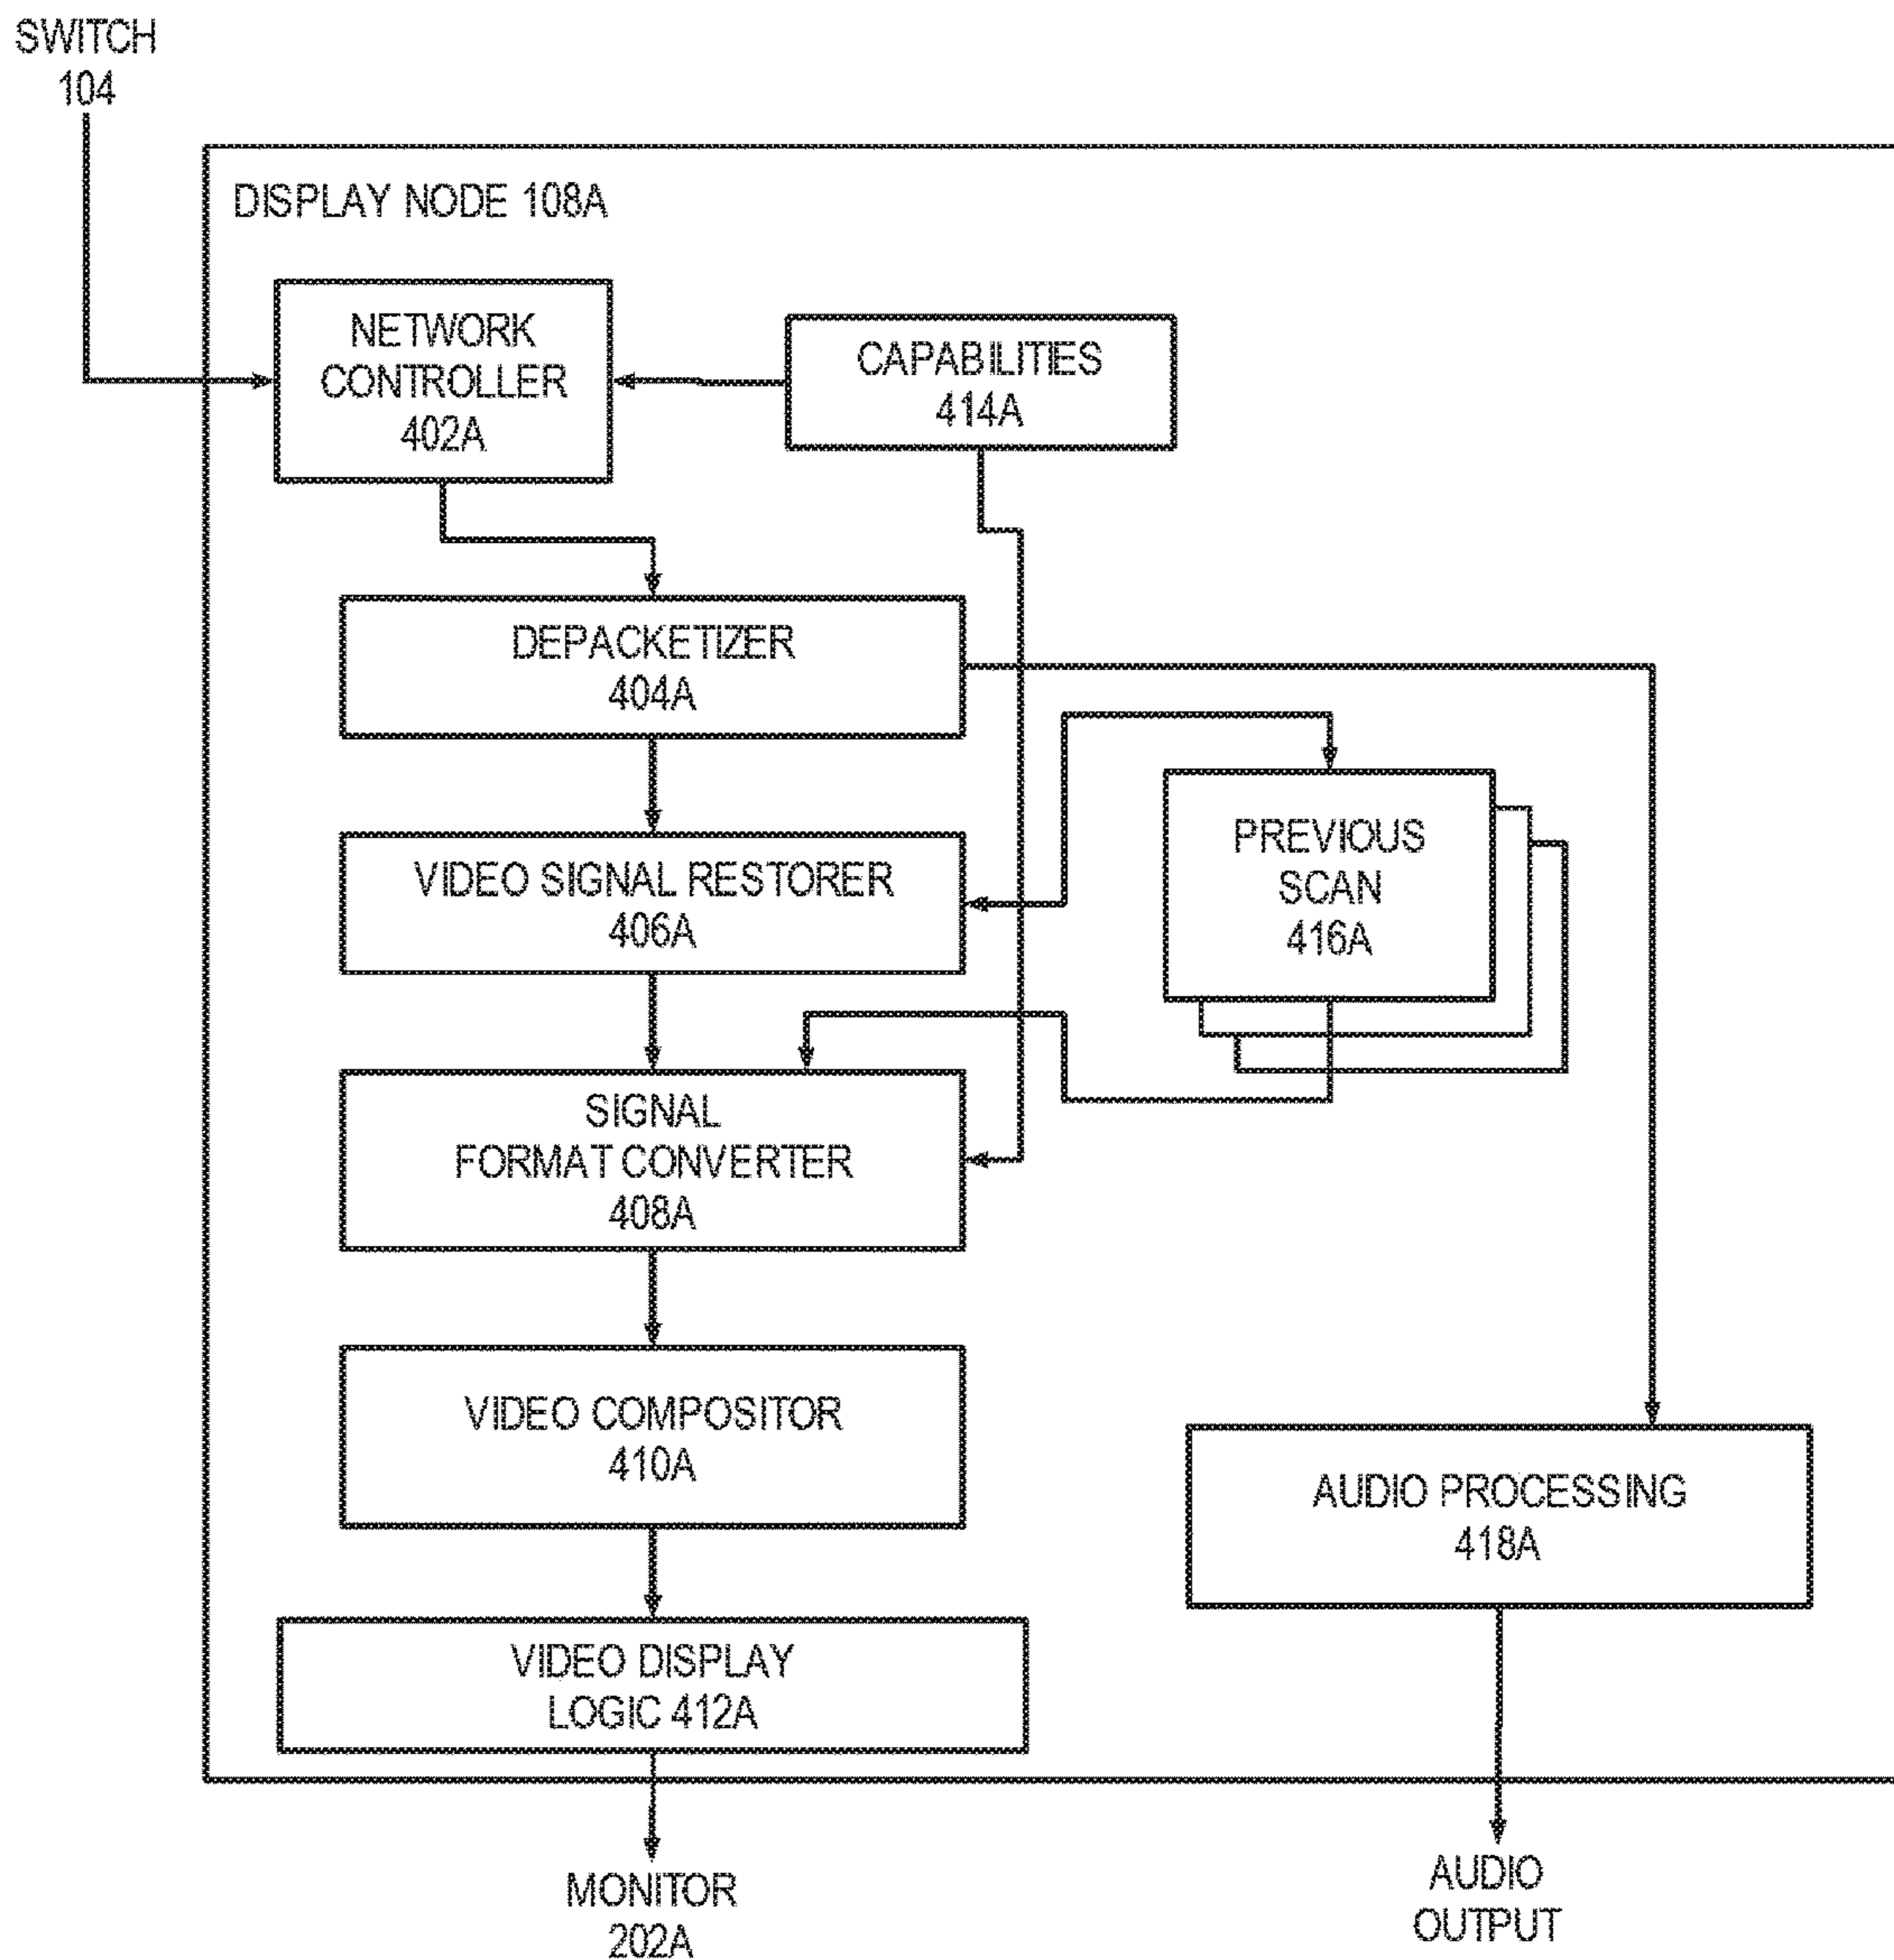 SWITCH
104
DISPLAY NODE 108A
NETWORK
CONTROLLER
402A
CAPABILITIES
414A
DEPACKETIZER
404A
VIDEO SIGNAL RESTORER
406A
PREVIOUS
SCAN
416A
SIGNAL
FORMAT CONVERTER
408A
VIDEO COMPOSITOR
410A
AUDIO PROCESSING
418A
VIDEO DISPLAY
LOGIC 412A
MONITOR
202A
AUDIO
OUTPUT